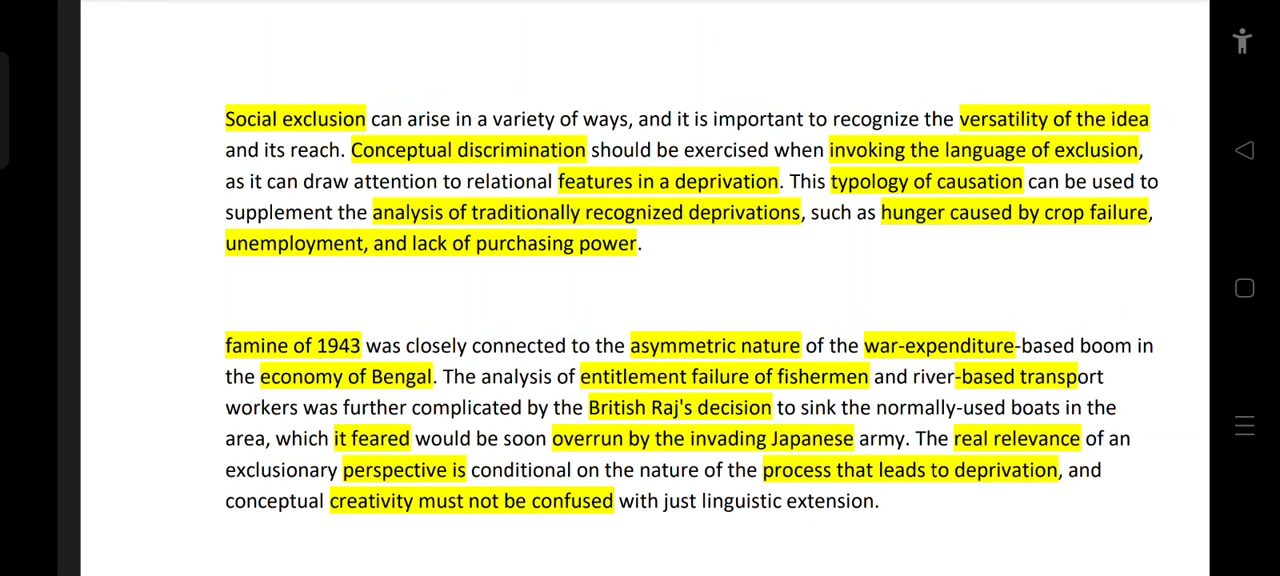 Social exclusion can arise in a variety of ways, and it is important to recognize the versatility of the idea
and its reach. Conceptual discrimination should be exercised when invoking the language of exclusion,
as it can draw attention to relational features in a deprivation. This typology of causation can be used to
supplement the analysis of traditionally recognized deprivations, such as hunger caused by crop failure,
unemployment, and lack of purchasing power.
famine of 1943 was closely connected to the asymmetric nature of the war-expenditure-based boom in
the economy of Bengal. The analysis of entitlement failure of fishermen and river-based transport
workers was further complicated by the British Raj's decision to sink the normally-used boats in the
area, which it feared would be soon overrun by the invading Japanese army. The real relevance of an
exclusionary perspective is conditional on the nature of the process that leads to deprivation, and
conceptual creativity must not be confused with just linguistic extension.